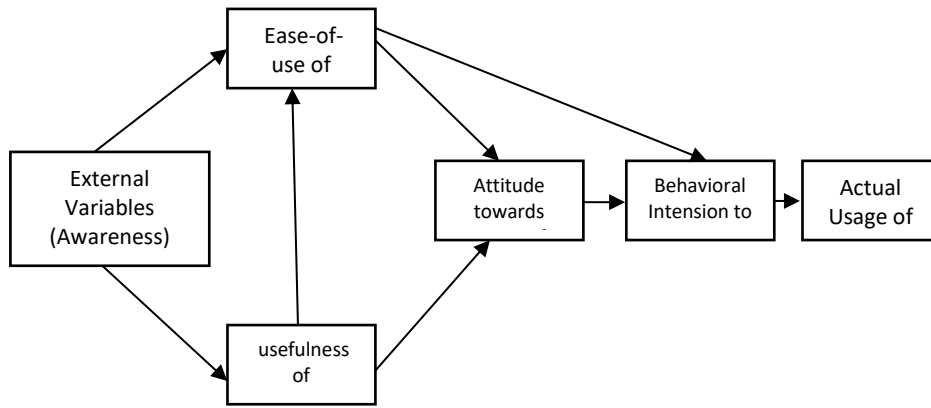 Ease-of-
use of
External
Variables
(Awareness)
Attitude
towards
Behavioral
Intension to
Actual
Usage of
usefulness
of